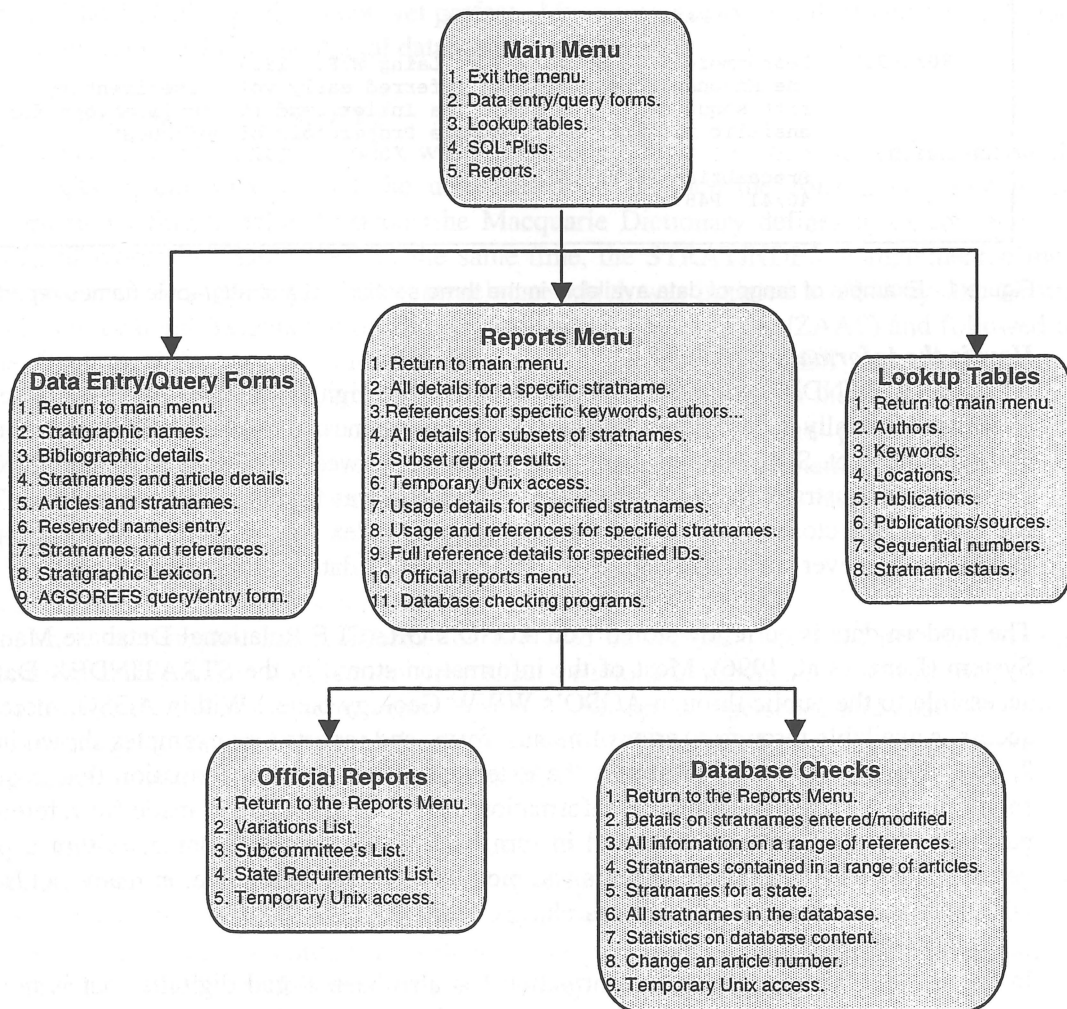 Main Menu
1. Exit the menu.
2. Data entry/query forms.
3. Lookup tables.
4. SQL*Plus.
5. Reports.
Data Entry/Query Forms
1. Return to main menu.
2. Stratigraphic names.
3. Bibliographic details.
4. Stratnames and article details.
5. Articles and stratnames.
6. Reserved names entry.
7. Stratnames and references.
8. Stratigraphic Lexicon.
9. AGSOREFS query/entry form.
Reports Menu
1. Return to main menu.
2. All details for a specific stratname.
3.References for specific keywords, authors...
4. All details for subsets of stratnames.
5. Subset report results.
6. Temporary Unix access.
7. Usage details for specified stratnames.
8. Usage and references for specified stratnames.
9. Full reference details for specified IDs.
10. Official reports menu.
11. Database checking programs.
Lookup Tables
1. Return to main menu.
2. Authors.
3. Keywords.
4. Locations.
5. Publications.
6. Publications/sources.
7. Sequential numbers.
8. Stratname staus.
Official Reports
1. Return to the Reports Menu.
2. Variations List.
3. Subcommittee's List.
4. State Requirements List.
5. Temporary Unix access.
Database Checks
1. Return to the Reports Menu.
2. Details on stratnames entered/modified.
3. All information on a range of references.
4. Stratnames contained in a range of articles.
5. Stratnames for a state.
6. All stratnames in the database.
7. Statistics on database content.
8. Change an article number.
9. Temporary Unix access.